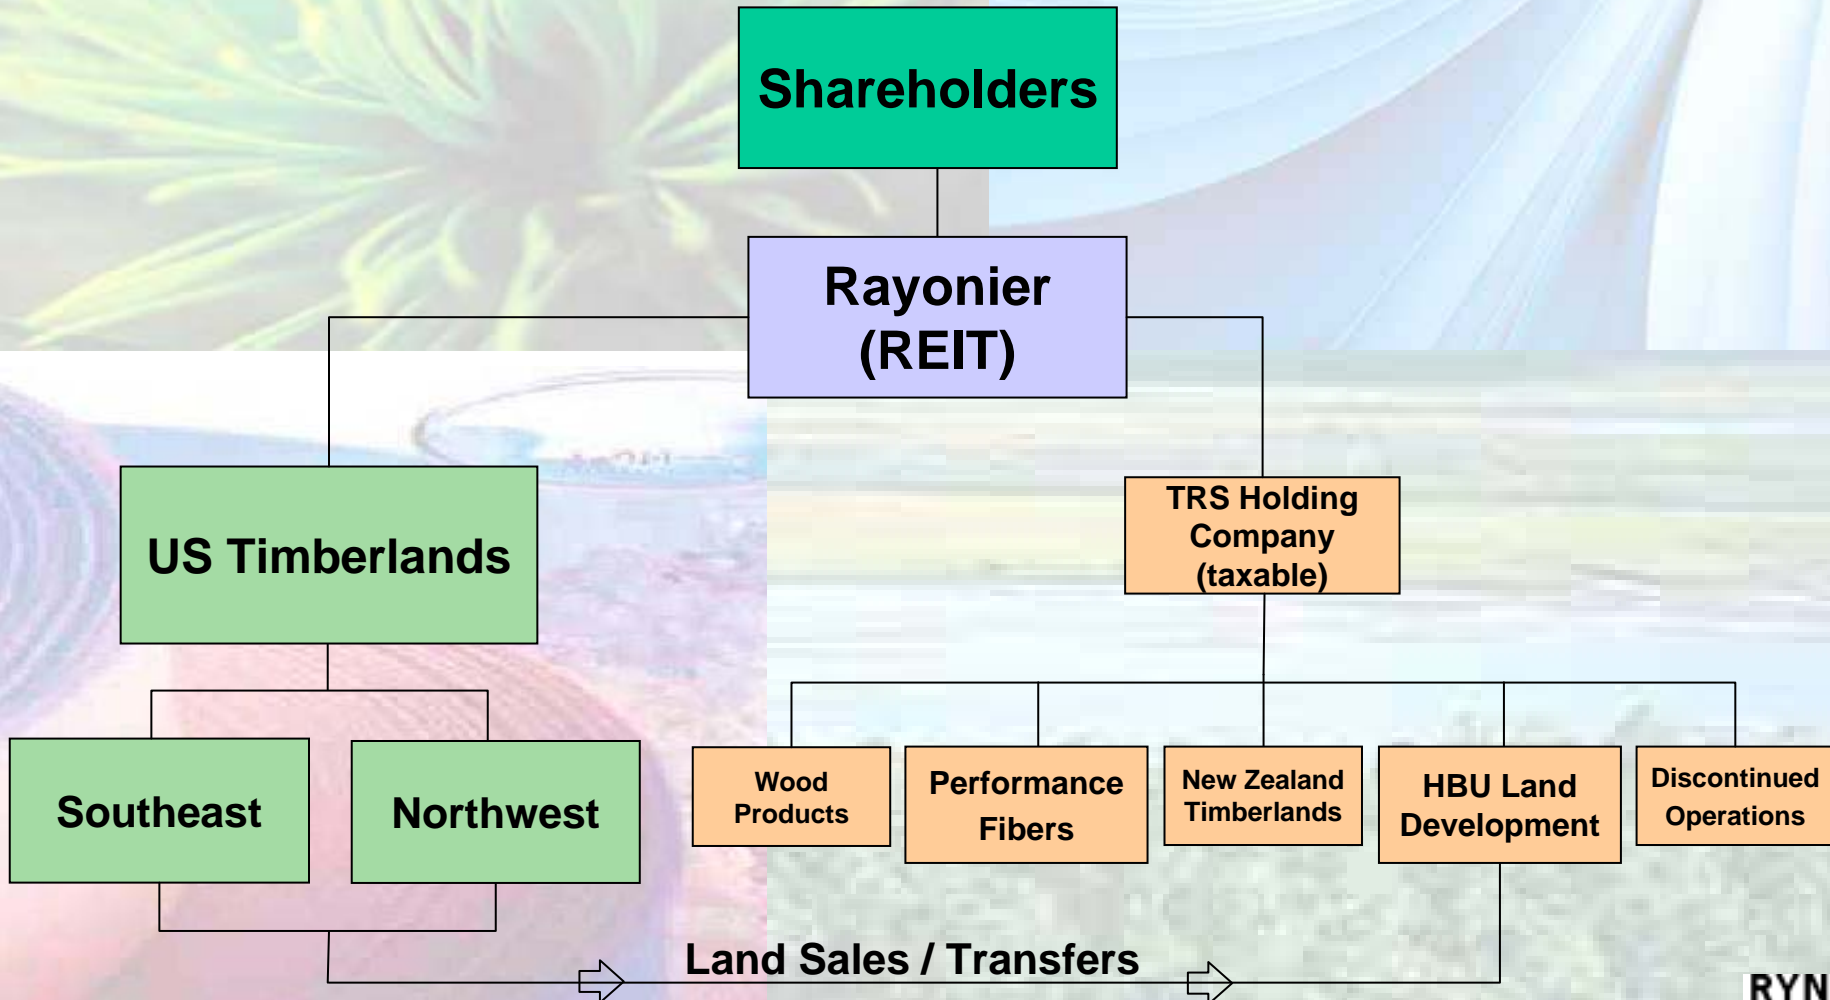 Shareholders
Rayonier
(REIT)
US Timberlands
TRS Holding
Company
(taxable)
Southeast
Northwest
Wood
Products
Performance
Fibers
New Zealand
Timberlands
HBU Land
Development
Discontinued
Operations
Land Sales / Transfers
RYN